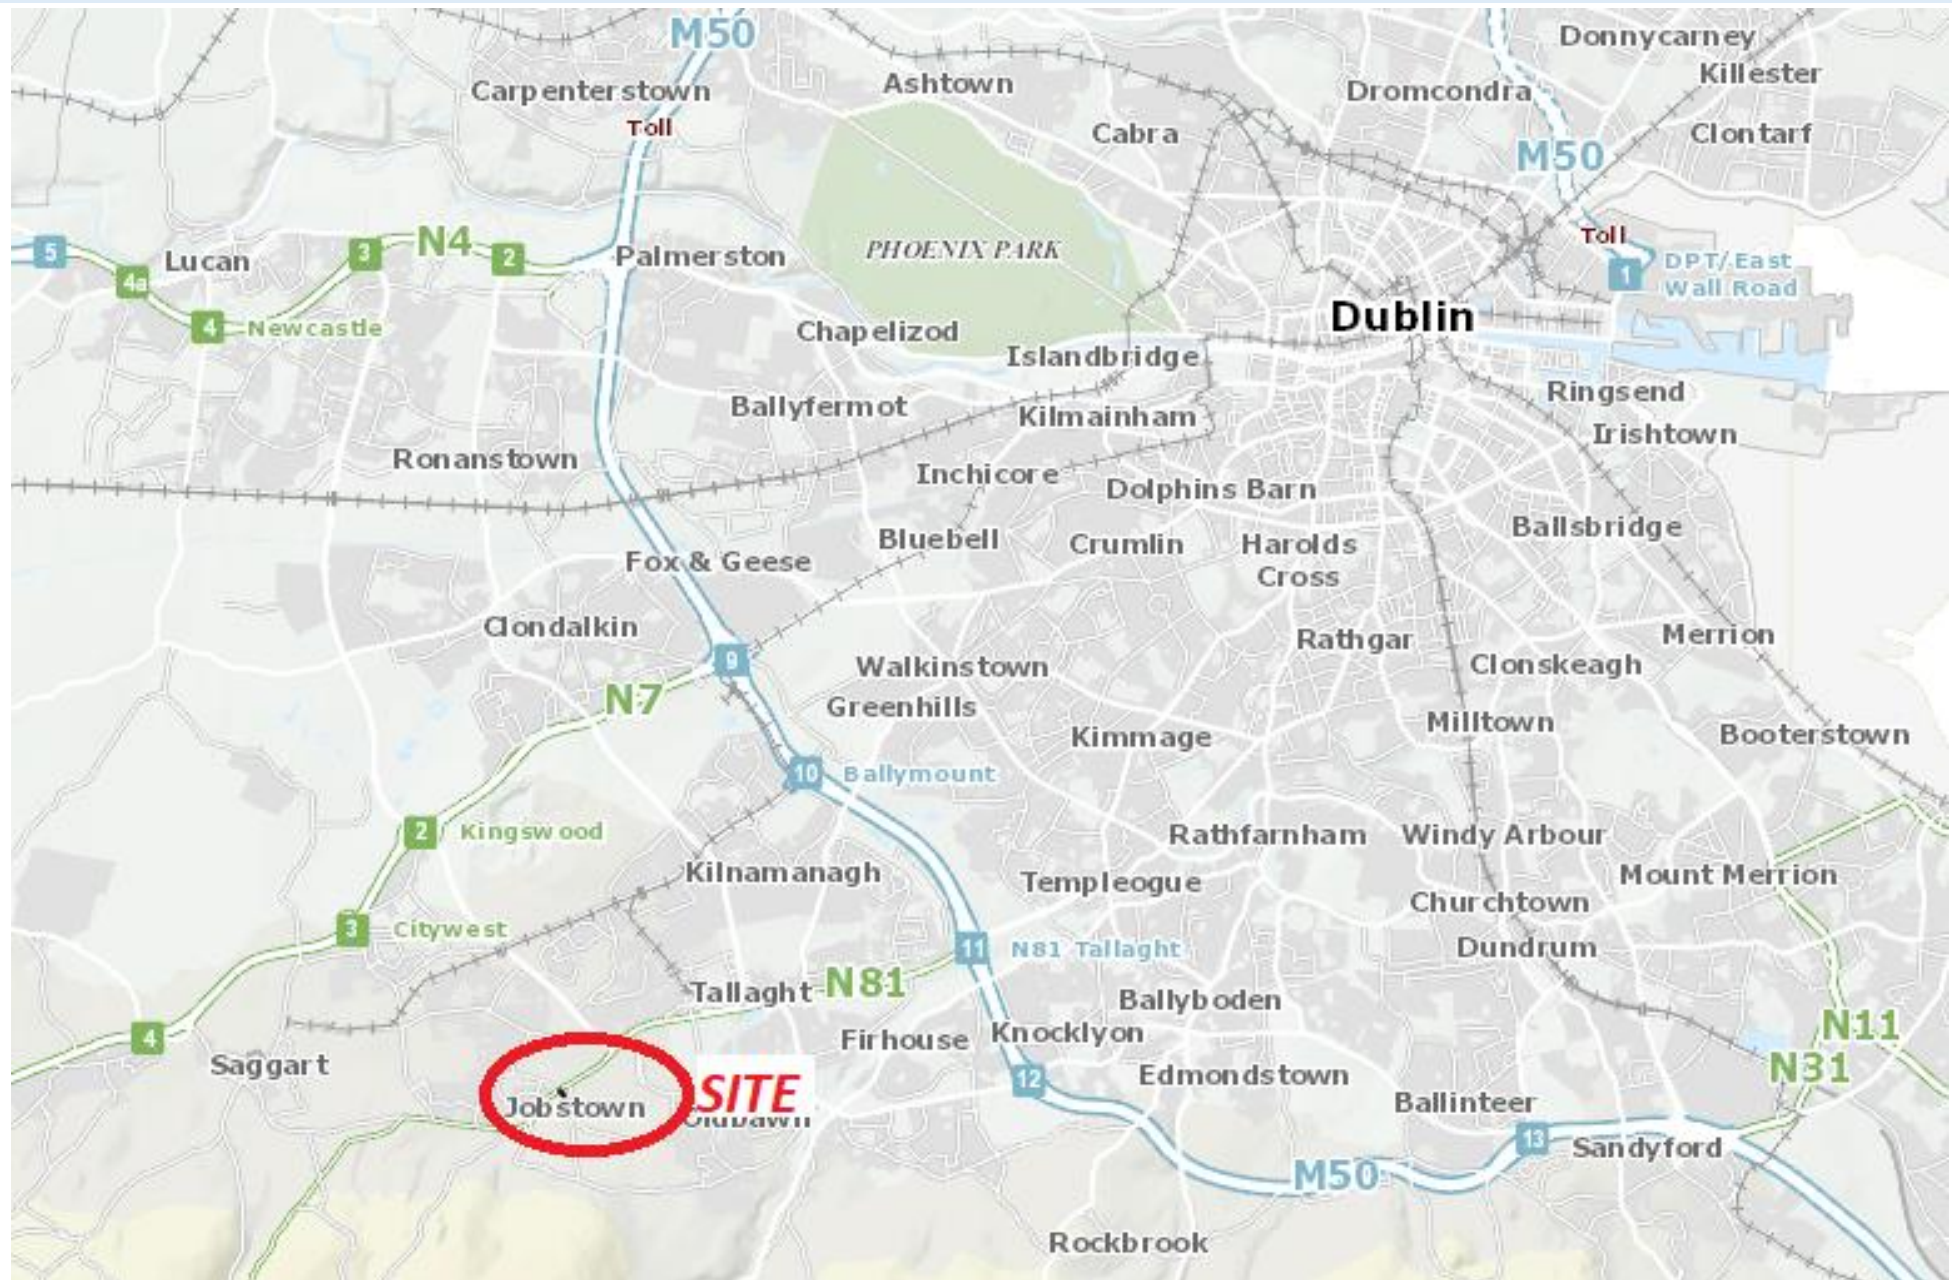 M50
Donnycarney
Killester
Carpenterstown
Ashtown
Dromcondra
Toll
Cabra
Clontarf
M50
Toll
5
Lucan
3
N4
2
Palmerston
PHOENIX PARK
DPT/East
Wall Road
1
4a
4
Newcastle
Chapelizod
Dublin
Islandbridge
Ballyfermot
Kilmainham
Ringsend
Irishtown
Ronanstown
Inchicore
Dolphins Barn
Ballsbridge
Fox & Geese
Bluebell
Crumlin
Harolds
Cross
Clondalkin
Rathgar
Merrion
9
Walkinstown
Clonskeagh
N7
Greenhills
Milltown
Kimmage
Booterstown
10
Ballymount
2
Kingswood
Rathfarnham
Windy Arbour
Kilnamanagh
Templeogue
Mount Merrion
Churchtown
3
Citywest
11
N81 Tallaght
Dundrum
Tallaght
N81
Ballyboden
4
Firhouse
Knocklyon
N11
Saggart
12
Edmondstown
N31
Jobstown
SITE
Oldbawn
Ballinteer
13
Sandyford
M50
Rockbrook